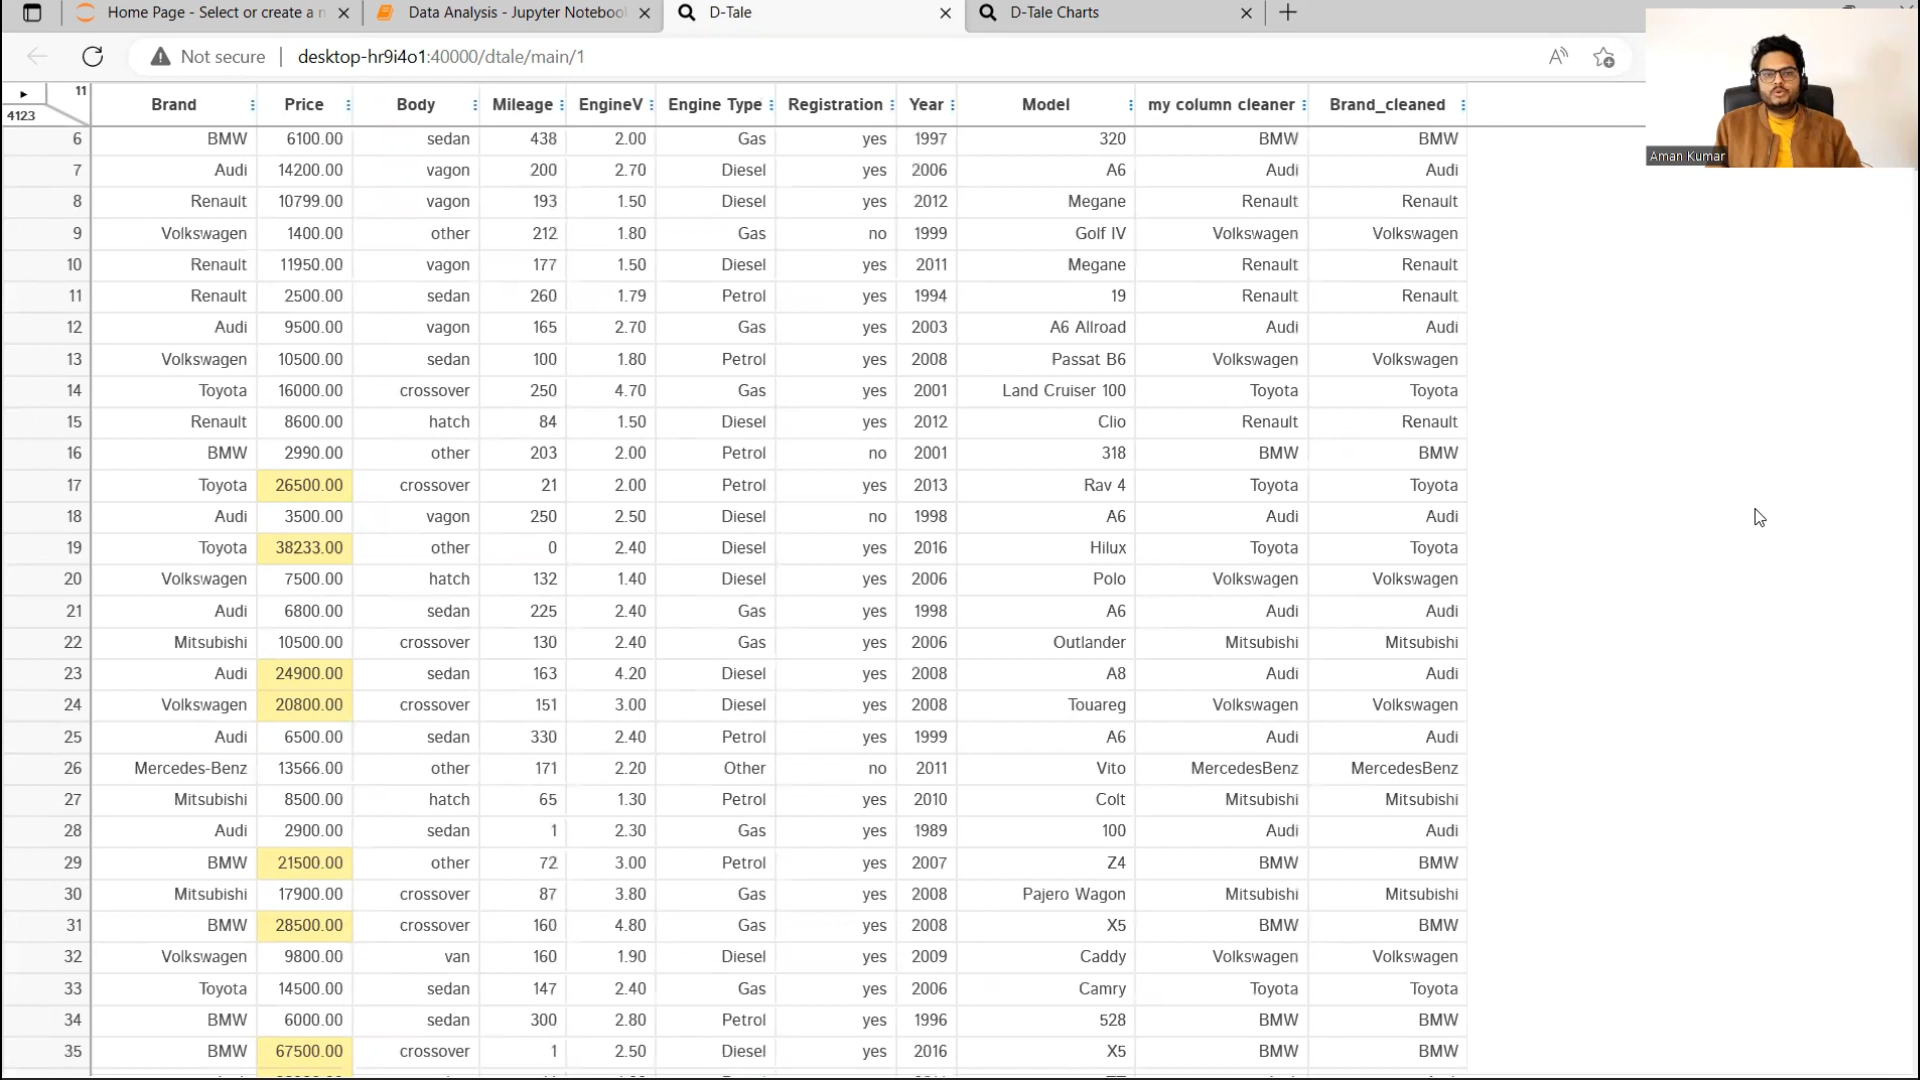 Home Page - Select or create a n
Data Analysis - Jupyter Noteboo
D-Tale
D-Tale Charts
Not secure desktop-hr9i4o1:40000/dtale/main/1
Aman Kumar
11
4123
Brand Price Body Mileage EngineV Engine Type Registration Year Model my column cleaner Brand_cleaned
6 BMW 6100.00 sedan 438 2.00 Gas yes 1997 320 BMW BMW
7 Audi 14200.00 vagon 200 2.70 Diesel yes 2006 A6 Audi Audi
8 Renault 10799.00 vagon 193 1.50 Diesel yes 2012 Megane Renault Renault
9 Volkswagen 1400.00 other 212 1.80 Gas no 1999 Golf IV Volkswagen Volkswagen
10 Renault 11950.00 vagon 177 1.50 Diesel yes 2011 Megane Renault Renault
11 Renault 2500.00 sedan 260 1.79 Petrol yes 1994 19 Renault Renault
12 Audi 9500.00 vagon 165 2.70 Gas yes 2003 A6 Allroad Audi Audi
13 Volkswagen 10500.00 sedan 100 1.80 Petrol yes 2008 Passat B6 Volkswagen Volkswagen
14 Toyota 16000.00 crossover 250 4.70 Gas yes 2001 Land Cruiser 100 Toyota Toyota
15 Renault 8600.00 hatch 84 1.50 Diesel yes 2012 Clio Renault Renault
16 BMW 2990.00 other 203 2.00 Petrol no 2001 318 BMW BMW
17 Toyota 26500.00 crossover 21 2.00 Petrol yes 2013 Rav 4 Toyota Toyota
18 Audi 3500.00 vagon 250 2.50 Diesel no 1998 A6 Audi Audi
19 Toyota 38233.00 other 0 2.40 Diesel yes 2016 Hilux Toyota Toyota
20 Volkswagen 7500.00 hatch 132 1.40 Diesel yes 2006 Polo Volkswagen Volkswagen
21 Audi 6800.00 sedan 225 2.40 Gas yes 1998 A6 Audi Audi
22 Mitsubishi 10500.00 crossover 130 2.40 Gas yes 2006 Outlander Mitsubishi Mitsubishi
23 Audi 24900.00 sedan 163 4.20 Diesel yes 2008 A8 Audi Audi
24 Volkswagen 20800.00 crossover 151 3.00 Diesel yes 2008 Touareg Volkswagen Volkswagen
25 Audi 6500.00 sedan 330 2.40 Petrol yes 1999 A6 Audi Audi
26 Mercedes-Benz 13566.00 other 171 2.20 Other no 2011 Vito MercedesBenz MercedesBenz
27 Mitsubishi 8500.00 hatch 65 1.30 Petrol yes 2010 Colt Mitsubishi Mitsubishi
28 Audi 2900.00 sedan 1 2.30 Gas yes 1989 100 Audi Audi
29 BMW 21500.00 other 72 3.00 Petrol yes 2007 Z4 BMW BMW
30 Mitsubishi 17900.00 crossover 87 3.80 Gas yes 2008 Pajero Wagon Mitsubishi Mitsubishi
31 BMW 28500.00 crossover 160 4.80 Gas yes 2008 X5 BMW BMW
32 Volkswagen 9800.00 van 160 1.90 Diesel yes 2009 Caddy Volkswagen Volkswagen
33 Toyota 14500.00 sedan 147 2.40 Gas yes 2006 Camry Toyota Toyota
34 BMW 6000.00 sedan 300 2.80 Petrol yes 1996 528 BMW BMW
35 BMW 67500.00 crossover 1 2.50 Diesel yes 2016 X5 BMW BMW